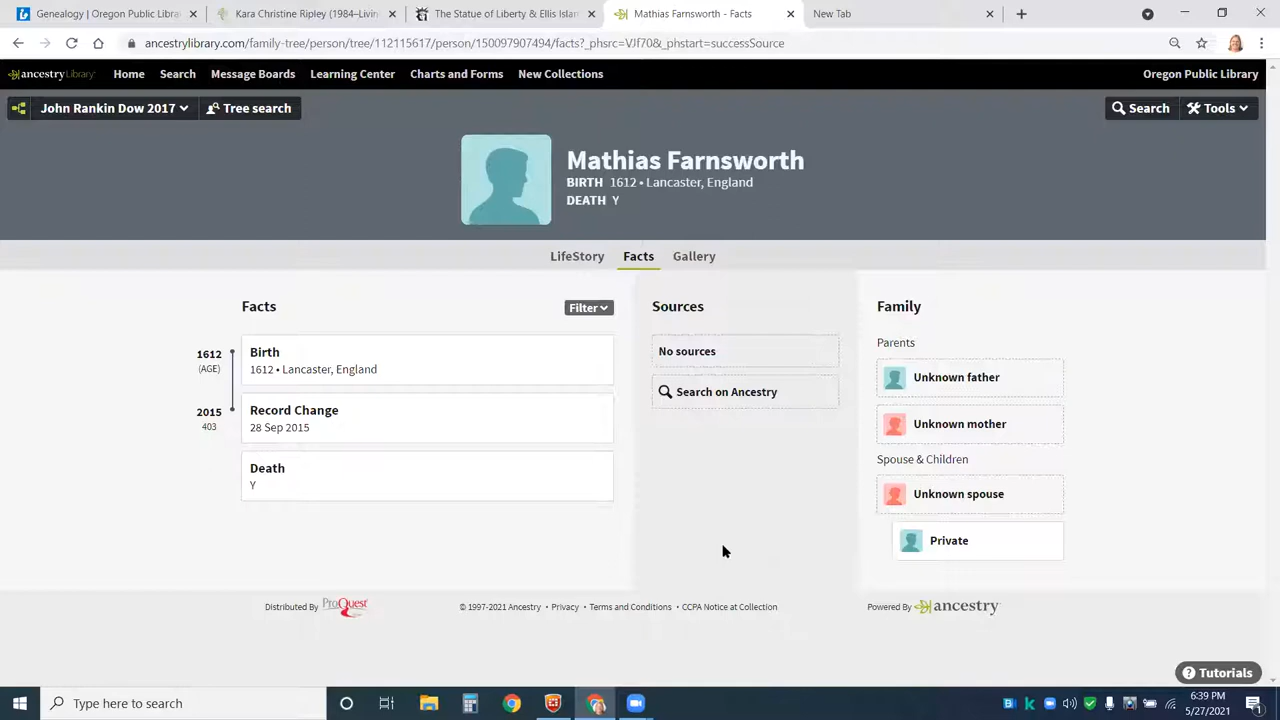 Genealogy | Oregon Public Libra
Kara Christine Ripley (1984–Livin
The Statue of Liberty & Ellis Islan
Mathias Farnsworth - Facts
New Tab
ancestrylibrary.com/family-tree/person/tree/112115617/person/150097907494/facts?_phsrc=VJf70&_phstart=successSource
ancestryLibrary
Home
Search
Message Boards
Learning Center
Charts and Forms
New Collections
Oregon Public Library
John Rankin Dow 2017
Tree search
Search
Tools
Mathias Farnsworth
BIRTH 1612 • Lancaster, England
DEATH Y
LifeStory
Facts
Gallery
Facts
Filter
1612
(AGE)
Birth
1612 • Lancaster, England
2015
403
Record Change
28 Sep 2015
Death
Y
Sources
No sources
Search on Ancestry
Family
Parents
Unknown father
Unknown mother
Spouse & Children
Unknown spouse
Private
Distributed By ProQuest
© 1997-2021 Ancestry • Privacy • Terms and Conditions • CCPA Notice at Collection
Powered By ancestry
? Tutorials
Type here to search
6:39 PM
5/27/2021